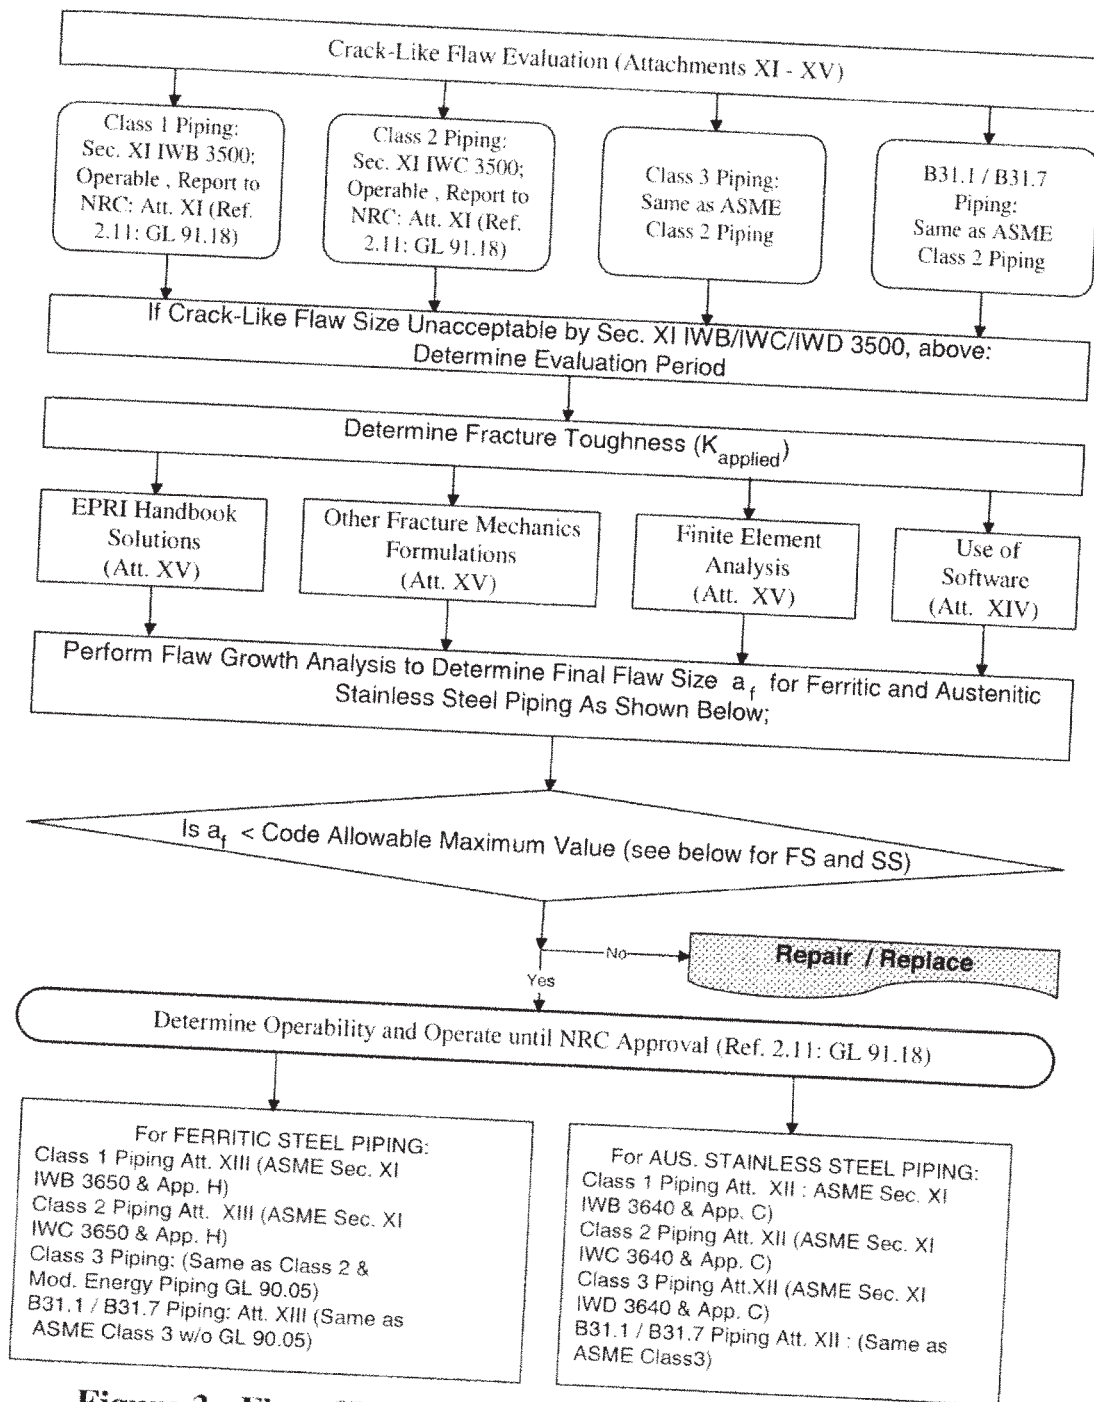 Crack-Like Flaw Evaluation (Attachments XI - XV)
Class 1 Piping:
Sec. XI IWB 3500;
Operable , Report to
NRC: Att. XI (Ref.
2.11: GL 91.18)
Class 2 Piping:
Sec. XI IWC 3500;
Operable , Report to
NRC: Att. XI (Ref.
2.11: GL 91.18)
Class 3 Piping:
Same as ASME
Class 2 Piping
B31.1 / B31.7
Piping:
Same as ASME
Class 2 Piping
If Crack-Like Flaw Size Unacceptable by Sec. XI IWB/IWC/IWD 3500, above:
Determine Evaluation Period
Determine Fracture Toughness (Kapplied)
EPRI Handbook
Solutions
(Att. XV)
Other Fracture Mechanics
Formulations
(Att. XV)
Finite Element
Analysis
(Att. XV)
Use of
Software
(Att. XIV)
Perform Flaw Growth Analysis to Determine Final Flaw Size af for Ferritic and Austenitic
Stainless Steel Piping As Shown Below;
Is af < Code Allowable Maximum Value (see below for FS and SS)
No
Repair / Replace
Yes
Determine Operability and Operate until NRC Approval (Ref. 2.11: GL 91.18)
For FERRITIC STEEL PIPING:
Class 1 Piping Att. XIII (ASME Sec. XI
IWB 3650 & App. H)
Class 2 Piping Att. XIII (ASME Sec. XI
IWC 3650 & App. H)
Class 3 Piping: (Same as Class 2 &
Mod. Energy Piping GL 90.05)
B31.1 / B31.7 Piping: Att. XIII (Same as
ASME Class 3 w/o GL 90.05)
For AUS. STAINLESS STEEL PIPING:
Class 1 Piping Att. XII : ASME Sec. XI
IWB 3640 & App. C)
Class 2 Piping Att. XII (ASME Sec. XI
IWC 3640 & App. C)
Class 3 Piping Att.XII (ASME Sec. XI
IWD 3640 & App. C)
B31.1 / B31.7 Piping Att. XII : (Same as
ASME Class3)